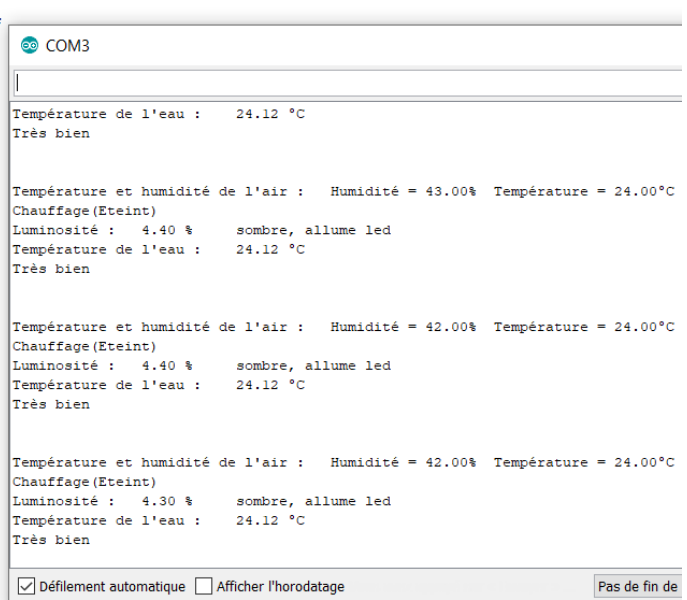 COM3
Température de l'eau :    24.12 °C
Très bien
Température et humidité de l'air :   Humidité = 43.00%  Température = 24.00°C
Chauffage(Eteint)
Luminosité :   4.40 %     sombre, allume led
Température de l'eau :    24.12 °C
Très bien
Température et humidité de l'air :   Humidité = 42.00%  Température = 24.00°C
Chauffage(Eteint)
Luminosité :   4.40 %     sombre, allume led
Température de l'eau :    24.12 °C
Très bien
Température et humidité de l'air :   Humidité = 42.00%  Température = 24.00°C
Chauffage(Eteint)
Luminosité :   4.30 %     sombre, allume led
Température de l'eau :    24.12 °C
Très bien
Défilement automatique Afficher l'horodatage Pas de fin de